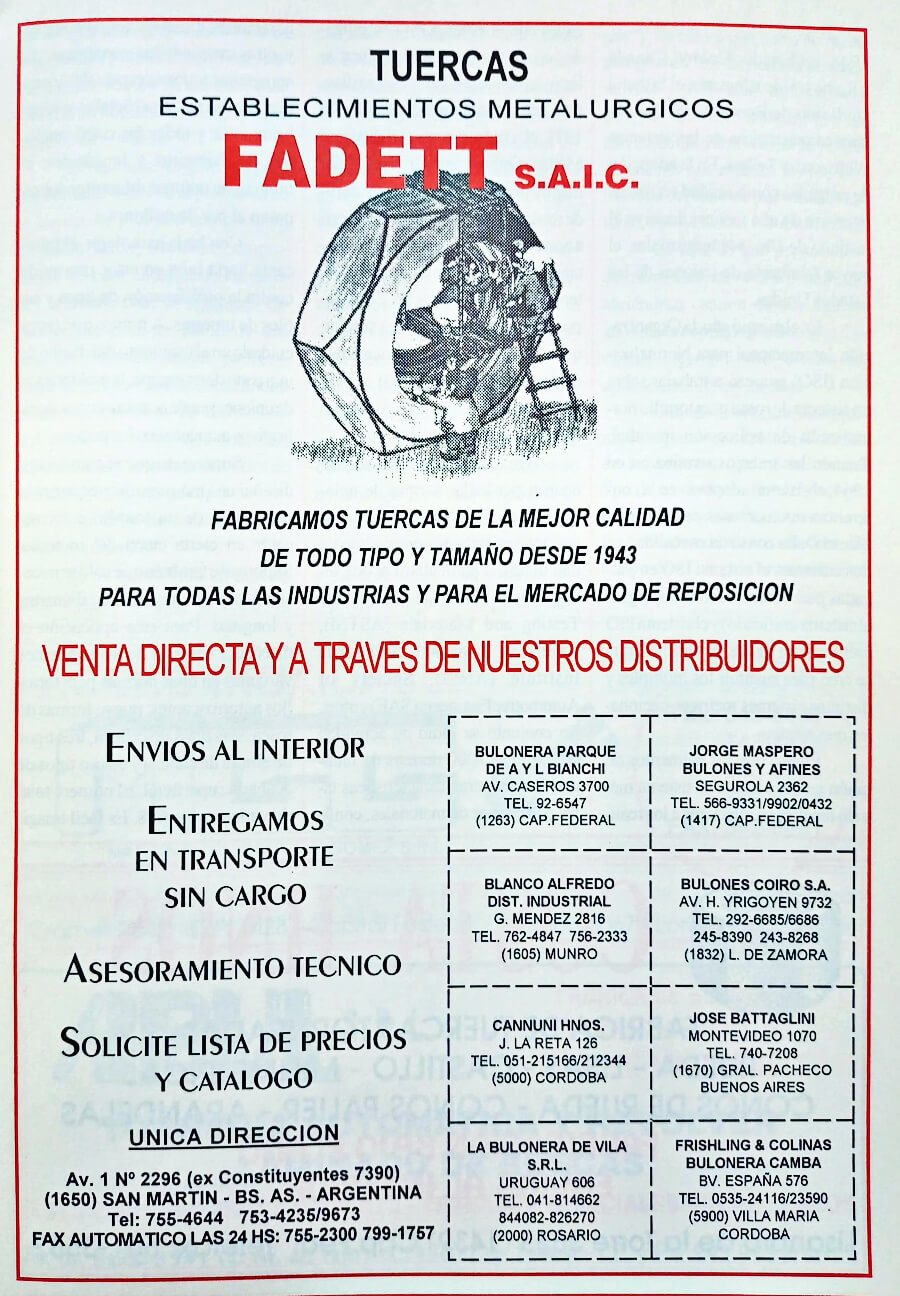 TUERCAS
ESTABLECIMIENTOS METALURGICOS
FADETT S.A.I.C.
FABRICAMOS TUERCAS DE LA MEJOR CALIDAD
DE TODO TIPO Y TAMAÑO DESDE 1943
PARA TODAS LAS INDUSTRIAS Y PARA EL MERCADO DE REPOSICION
VENTA DIRECTA Y A TRAVES DE NUESTROS DISTRIBUIDORES
ENVIOS AL INTERIOR
ENTREGAMOS
EN TRANSPORTE
SIN CARGO
ASESORAMIENTO TECNICO
SOLICITE LISTA DE PRECIOS
Y CATALOGO
UNICA DIRECCION
Av. 1 Nº 2296 (ex Constituyentes 7390)
(1650) SAN MARTIN - BS. AS. - ARGENTINA
Tel: 755-4644 753-4235/9673
FAX AUTOMATICO LAS 24 HS: 755-2300 799-1757
BULONERA PARQUE
DE A Y L BIANCHI
AV. CASEROS 3700
TEL. 92-6547
(1263) CAP.FEDERAL
JORGE MASPERO
BULONES Y AFINES
SEGUROLA 2362
TEL. 566-9331/9902/0432
(1417) CAP.FEDERAL
BLANCO ALFREDO
DIST. INDUSTRIAL
G. MENDEZ 2816
TEL. 762-4847 756-2333
(1605) MUNRO
BULONES COIRO S.A.
AV. H. YRIGOYEN 9732
TEL. 292-6685/6686
245-8390 243-8268
(1832) L. DE ZAMORA
CANNUNI HNOS.
J. LA RETA 126
TEL. 051-215166/212344
(5000) CORDOBA
JOSE BATTAGLINI
MONTEVIDEO 1070
TEL. 740-7208
(1670) GRAL. PACHECO
BUENOS AIRES
LA BULONERA DE VILA
S.R.L.
URUGUAY 606
TEL. 041-814662
844082-826270
(2000) ROSARIO
FRISHLING & COLINAS
BULONERA CAMBA
BV. ESPAÑA 576
TEL. 0535-24116/23590
(5900) VILLA MARIA
CORDOBA